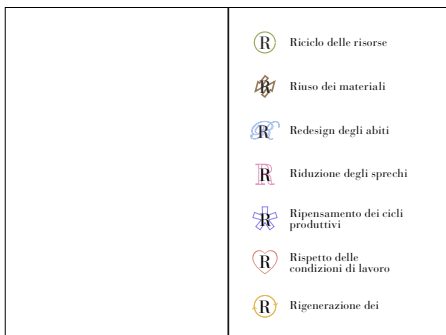 R Riciclo delle risorse
R Riuso dei materiali
R Redesign degli abiti
R Riduzione degli sprechi
R Ripensamento dei cicli
produttivi
R Rispetto delle
condizioni di lavoro
R Rigenerazione dei